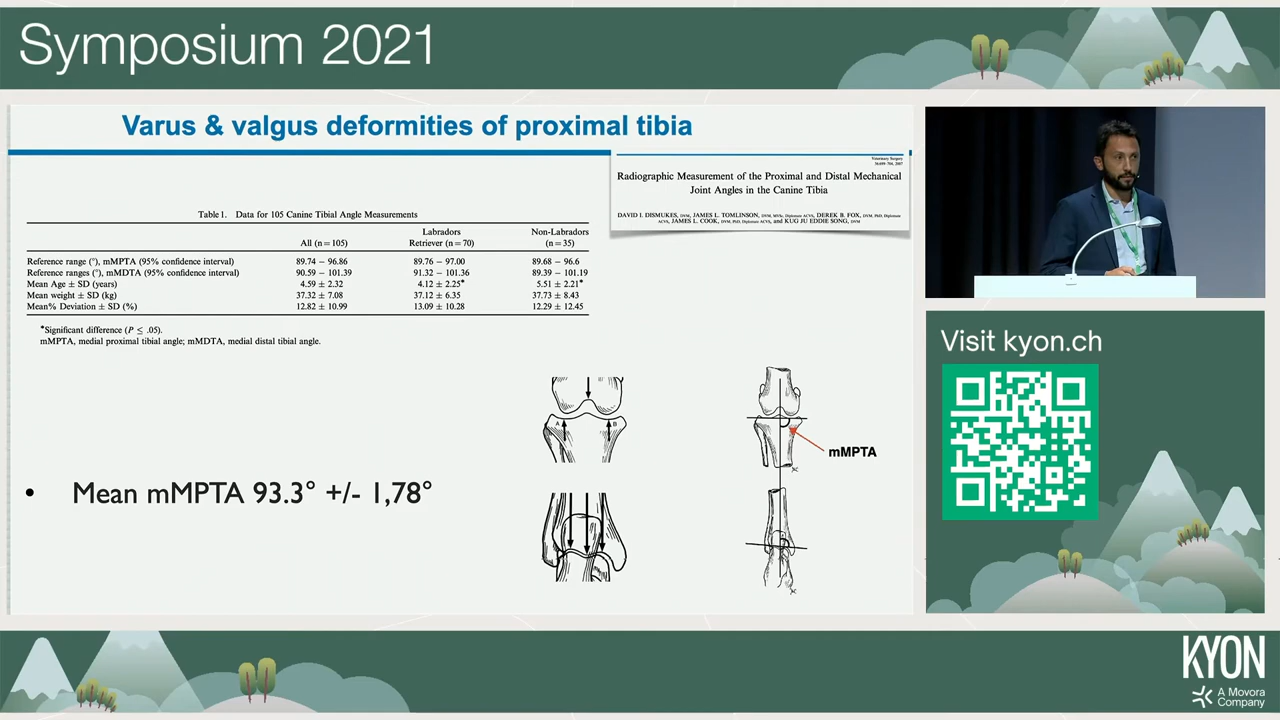 Symposium 2021
Varus & valgus deformities of proximal tibia
Veterinary Surgery
36:699–704, 2007
Radiographic Measurement of the Proximal and Distal Mechanical
Joint Angles in the Canine Tibia
DAVID I. DISMUKES, DVM, JAMES L. TOMLINSON, DVM, MVSc, Diplomate ACVS, DEREK B. FOX, DVM, PhD, Diplomate
ACVS, JAMES L. COOK, DVM, PhD, Diplomate ACVS, and KUG JU EDDIE SONG, DVM
Table 1. Data for 105 Canine Tibial Angle Measurements
All (n = 105) Labradors Retriever (n = 70) Non-Labradors (n = 35)
Reference range (°), mMPTA (95% confidence interval) 89.74 – 96.86 89.76 – 97.00 89.68 – 96.6
Reference ranges (°), mMDTA (95% confidence interval) 90.59 – 101.39 91.32 – 101.36 89.39 – 101.19
Mean Age ± SD (years) 4.59 ± 2.32 4.12 ± 2.25* 5.51 ± 2.21*
Mean weight ± SD (kg) 37.32 ± 7.08 37.12 ± 6.35 37.73 ± 8.43
Mean% Deviation ± SD (%) 12.82 ± 10.99 13.09 ± 10.28 12.29 ± 12.45
*Significant difference (P ≤ .05).
mMPTA, medial proximal tibial angle; mMDTA, medial distal tibial angle.
A B
mMPTA
• Mean mMPTA 93.3° +/- 1,78°
Visit kyon.ch
KYON
A Movora
Company